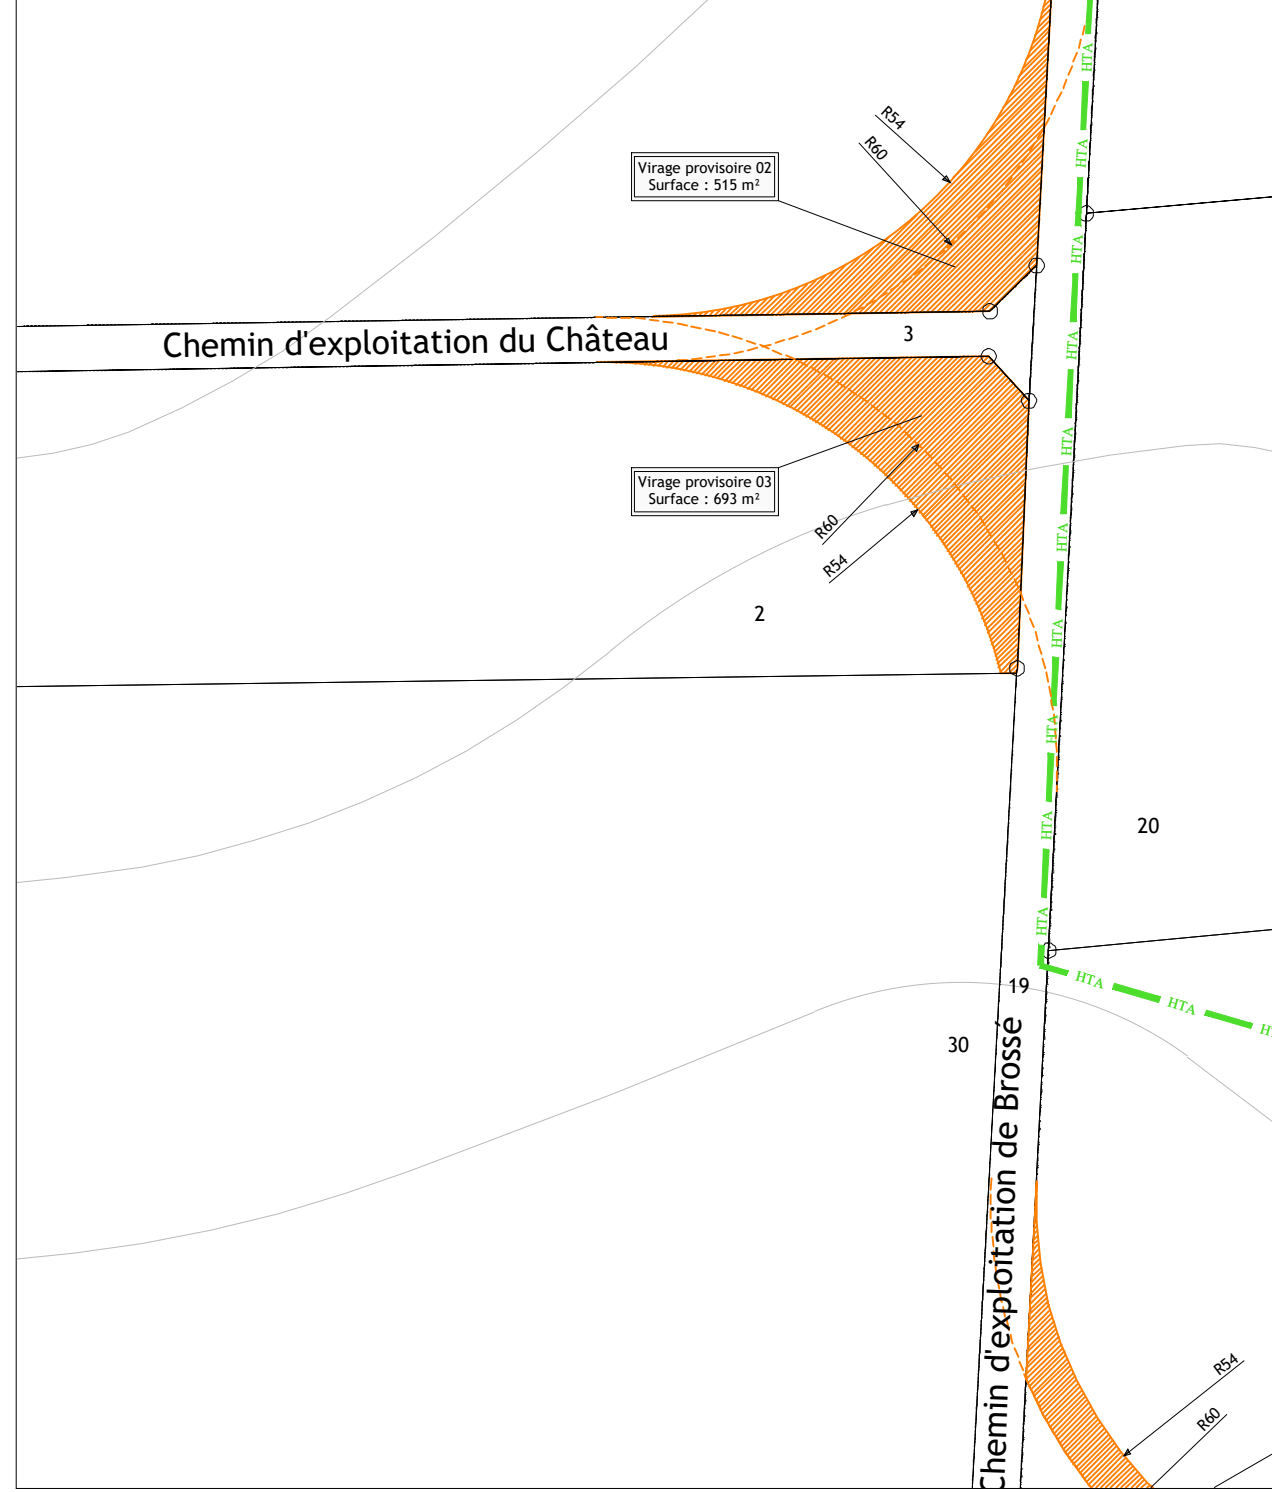 HTA
R54
R60
HTA
Virage provisoire 02
Surface : 515 m²
HTA
Chemin d'exploitation du Château
3
HTA
HTA
Virage provisoire 03
Surface : 693 m²
R60
R54
HTA
2
HTA
HTA
HTA
20
HTA
19
HTA
HTA
30
Chemin d'exploitation de Brossé
R54
R60